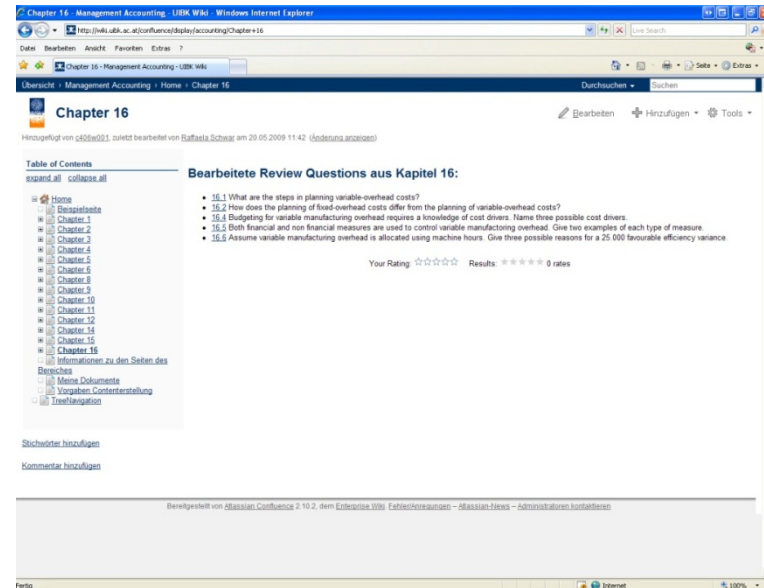 Chapter 16 - Management Accounting - UIBK Wiki - Windows Internet Explorer
http://wiki.uibk.ac.at/confluence/display/accounting/Chapter+16
Live Search
Datei Bearbeiten Ansicht Favoriten Extras ?
Chapter 16 - Management Accounting - UIBK Wiki
Seite Extras
Übersicht › Management Accounting › Home › Chapter 16
Durchsuchen
Suchen
Chapter 16
Bearbeiten Hinzufügen Tools
Hinzugefügt von c406w001, zuletzt bearbeitet von Raffaela Schwar am 20.05.2009 11:42 (Änderung anzeigen)
Table of Contents
expand all collapse all
Home
Beispielseite
Chapter 1
Chapter 2
Chapter 3
Chapter 4
Chapter 5
Chapter 6
Chapter 8
Chapter 9
Chapter 10
Chapter 11
Chapter 12
Chapter 14
Chapter 15
Chapter 16
Informationen zu den Seiten des
Bereiches
Meine Dokumente
Vorgaben Contenterstellung
TreeNavigation
Bearbeitete Review Questions aus Kapitel 16:
16.1 What are the steps in planning variable-overhead costs?
16.2 How does the planning of fixed-overhead costs differ from the planning of variable-overhead costs?
16.4 Budgeting for variable manufacturing overhead requires a knowledge of cost drivers. Name three possible cost drivers.
16.5 Both financial and non financial measures are used to control variable manufactoring overhead. Give two examples of each type of measure.
16.6 Assume variable manufacturing overhead is allocated using machine hours. Give three possible reasons for a 25.000 favourable efficiency variance.
Your Rating: Results: 0 rates
Stichwörter hinzufügen
Kommentar hinzufügen
Bereitgestellt von Atlassian Confluence 2.10.2, dem Enterprise Wiki. Fehler/Anregungen – Atlassian-News – Administratoren kontaktieren
Fertig
Internet
100%